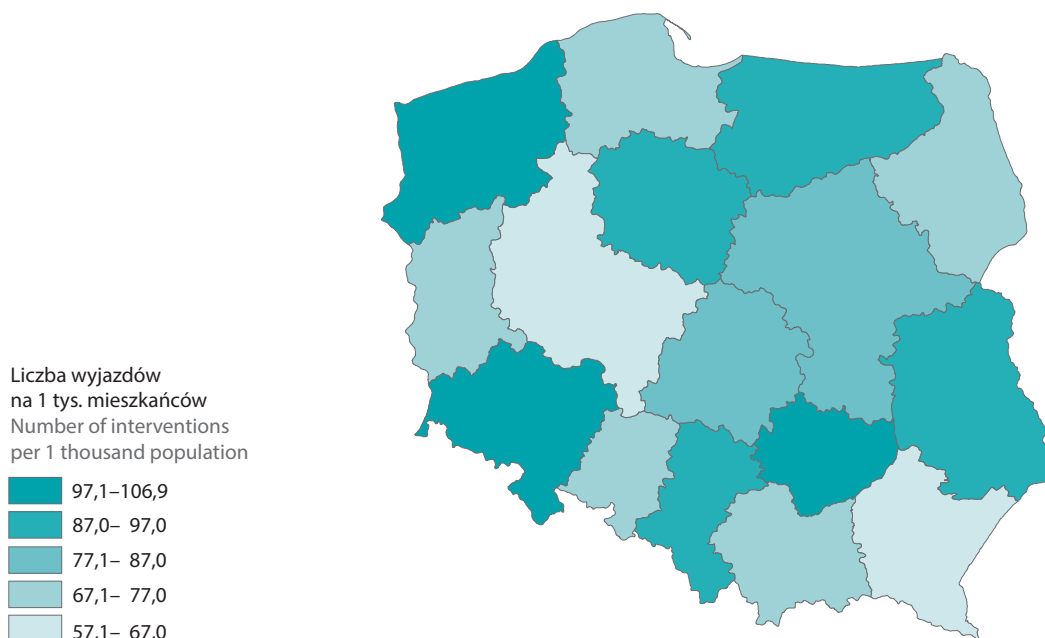 Liczba wyjazdów
na 1 tys. mieszkańców
Number of interventions
per 1 thousand population
97,1–106,9
87,0– 97,0
77,1– 87,0
67,1– 77,0
57,1– 67,0